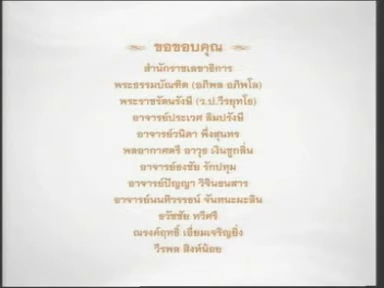 ขอขอบคุณ
สำนักราชเลขาธิการ
พระธรรมบัณฑิต (อภิพล อภิพโล)
พระราชรัตนรังษี (ว.ป.วีรยุทโธ)
อาจารย์ประเวศ ลิมปรังษี
อาจารย์วนิดา พึ่งสุนทร
พลอากาศตรี อาวุธ เงินชูกลิ่น
อาจารย์ธงชัย รักปทุม
อาจารย์ปัญญา วิจินธนสาร
อาจารย์นนทิวรรธน์ จันทนะผะลิน
ธวัชชัย ทวีศรี
ณรงค์ฤทธิ์ เอี่ยมเจริญยิ่ง
วีรพล สิงห์น้อย